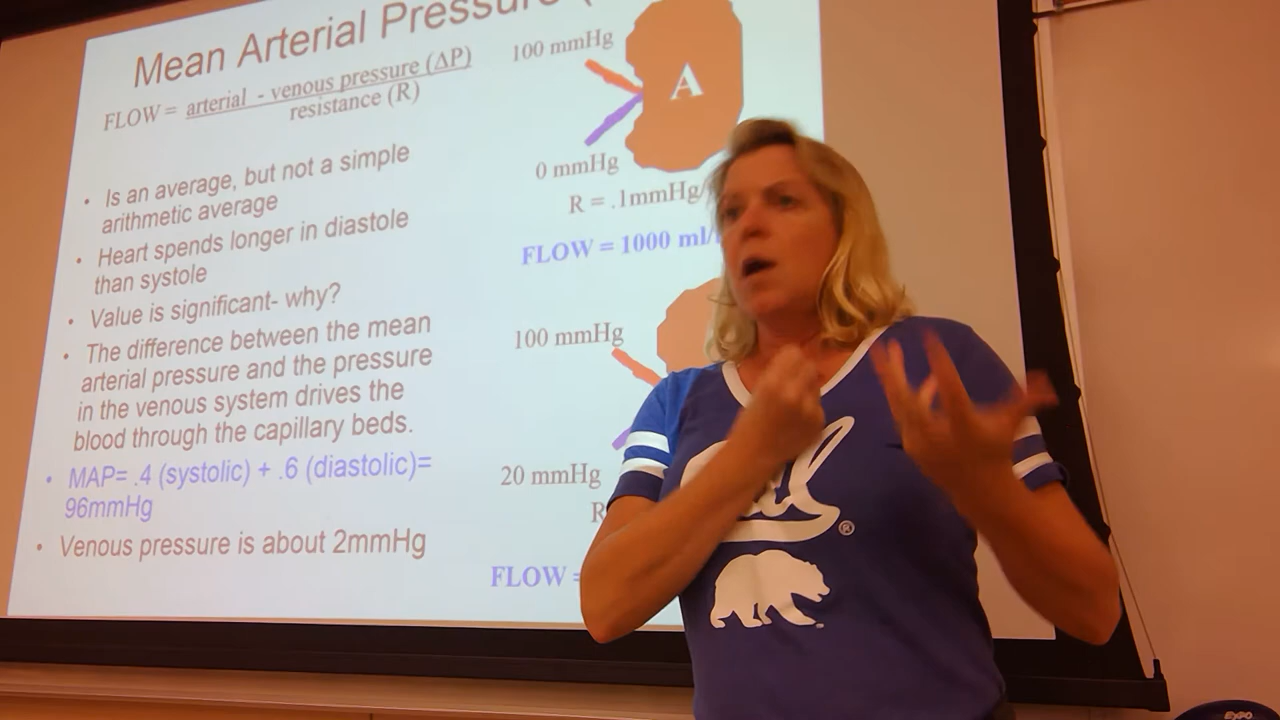 Mean Arterial Pressure (
FLOW = arterial - venous pressure (ΔP)
resistance (R)
• Is an average, but not a simple
arithmetic average
• Heart spends longer in diastole
than systole
• Value is significant- why?
• The difference between the mean
arterial pressure and the pressure
in the venous system drives the
blood through the capillary beds.
• MAP= .4 (systolic) + .6 (diastolic)=
96mmHg
• Venous pressure is about 2mmHg
100 mmHg
A
0 mmHg
R = .1mmHg/
FLOW = 1000 ml/
100 mmHg
20 mmHg
R
FLOW =
Cal
®